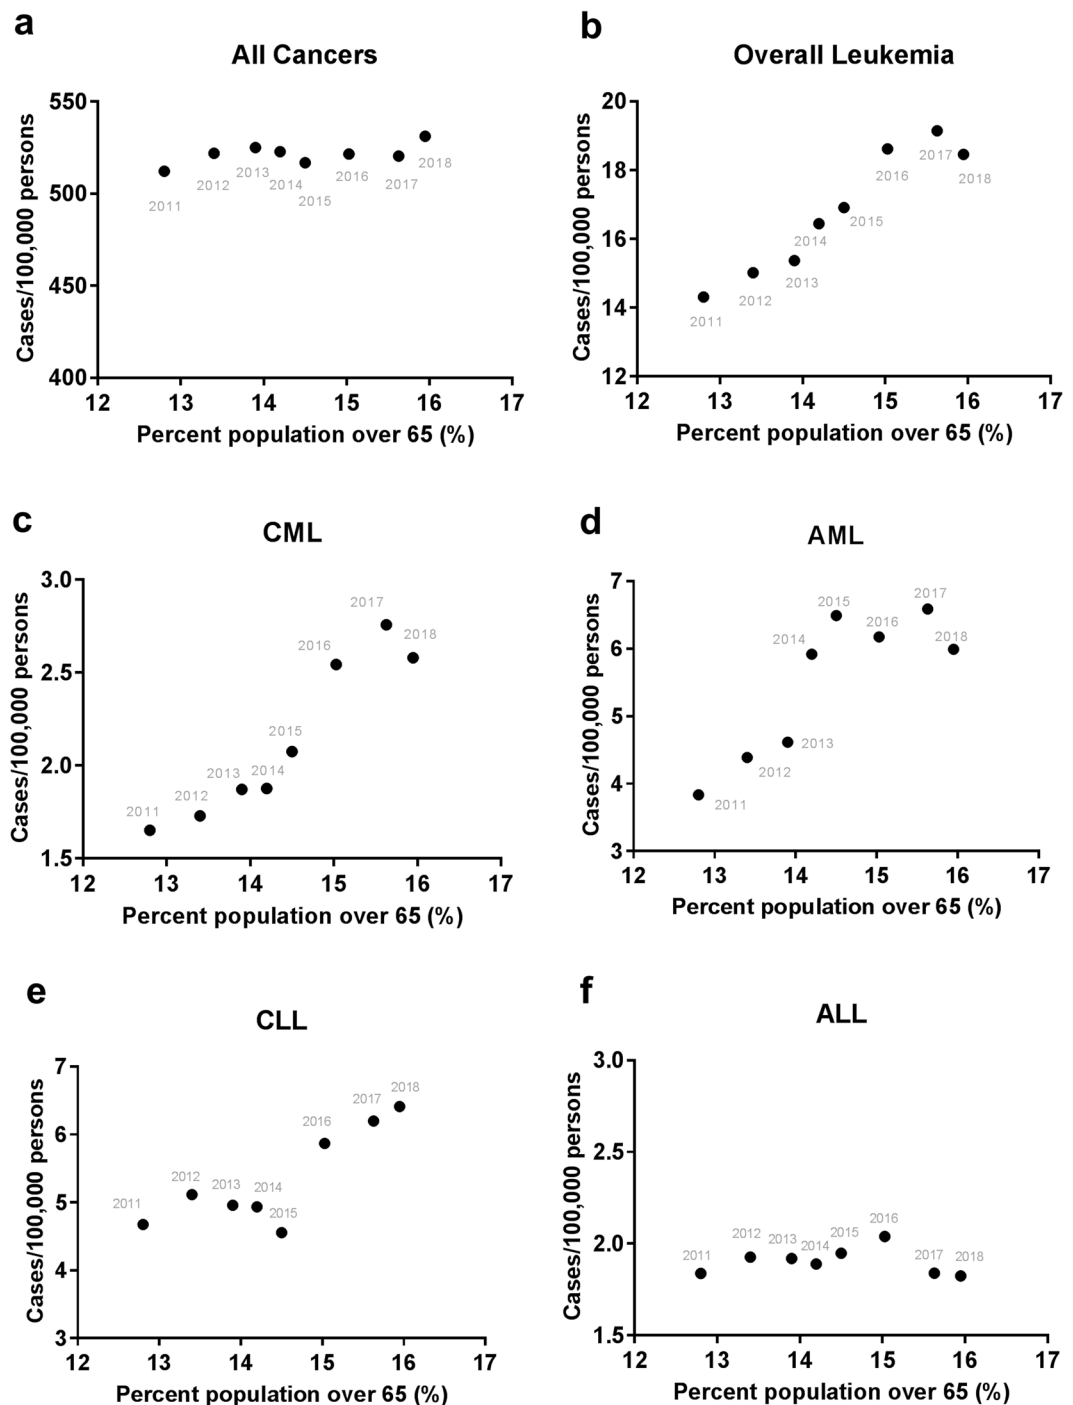 a
All Cancers
Cases/100,000 persons
550
500
450
400
2011
2012
2013
2014
2015
2016
2017
2018
12 13 14 15 16 17
Percent population over 65 (%)
b
Overall Leukemia
Cases/100,000 persons
20
18
16
14
12
2011
2012
2013
2014
2015
2016
2017
2018
12 13 14 15 16 17
Percent population over 65 (%)
c
CML
Cases/100,000 persons
3.0
2.5
2.0
1.5
2011
2012
2013
2014
2015
2016
2017
2018
12 13 14 15 16 17
Percent population over 65 (%)
d
AML
Cases/100,000 persons
7
6
5
4
3
2011
2012
2013
2014
2015
2016
2017
2018
12 13 14 15 16 17
Percent population over 65 (%)
e
CLL
Cases/100,000 persons
7
6
5
4
3
2011
2012
2013
2014
2015
2016
2017
2018
12 13 14 15 16 17
Percent population over 65 (%)
f
ALL
Cases/100,000 persons
3.0
2.5
2.0
1.5
2011
2012
2013
2014
2015
2016
2017
2018
12 13 14 15 16 17
Percent population over 65 (%)